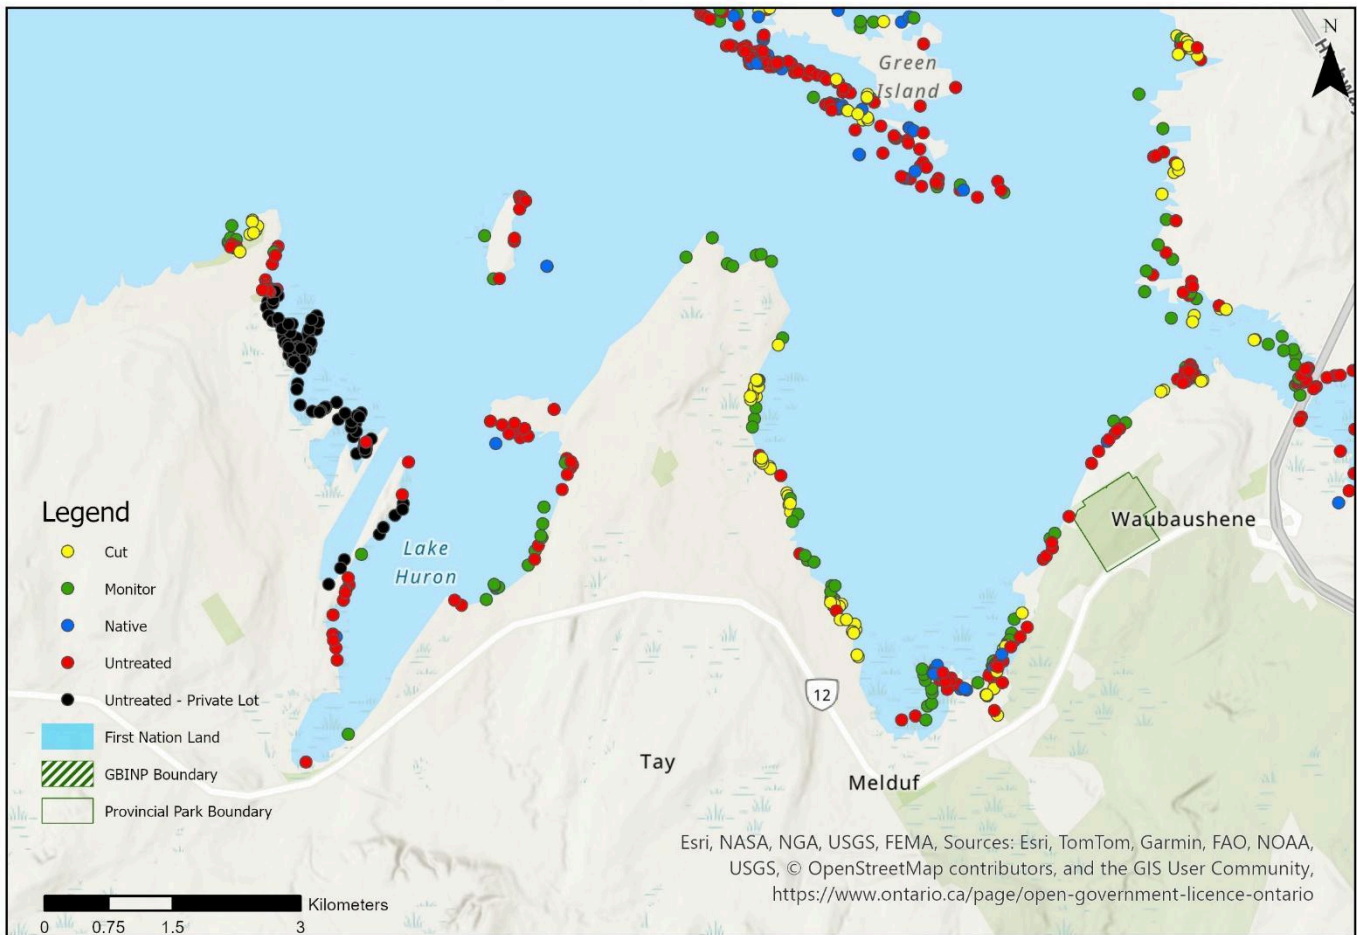 N
Green
Island
Legend
Cut
Monitor
Native
Untreated
Untreated - Private Lot
First Nation Land
GBINP Boundary
Provincial Park Boundary
Lake
Huron
Waubaushene
12
Tay
Melduf
Esri, NASA, NGA, USGS, FEMA, Sources: Esri, TomTom, Garmin, FAO, NOAA,
USGS, © OpenStreetMap contributors, and the GIS User Community,
https://www.ontario.ca/page/open-government-licence-ontario
Kilometers
0 0.75 1.5 3